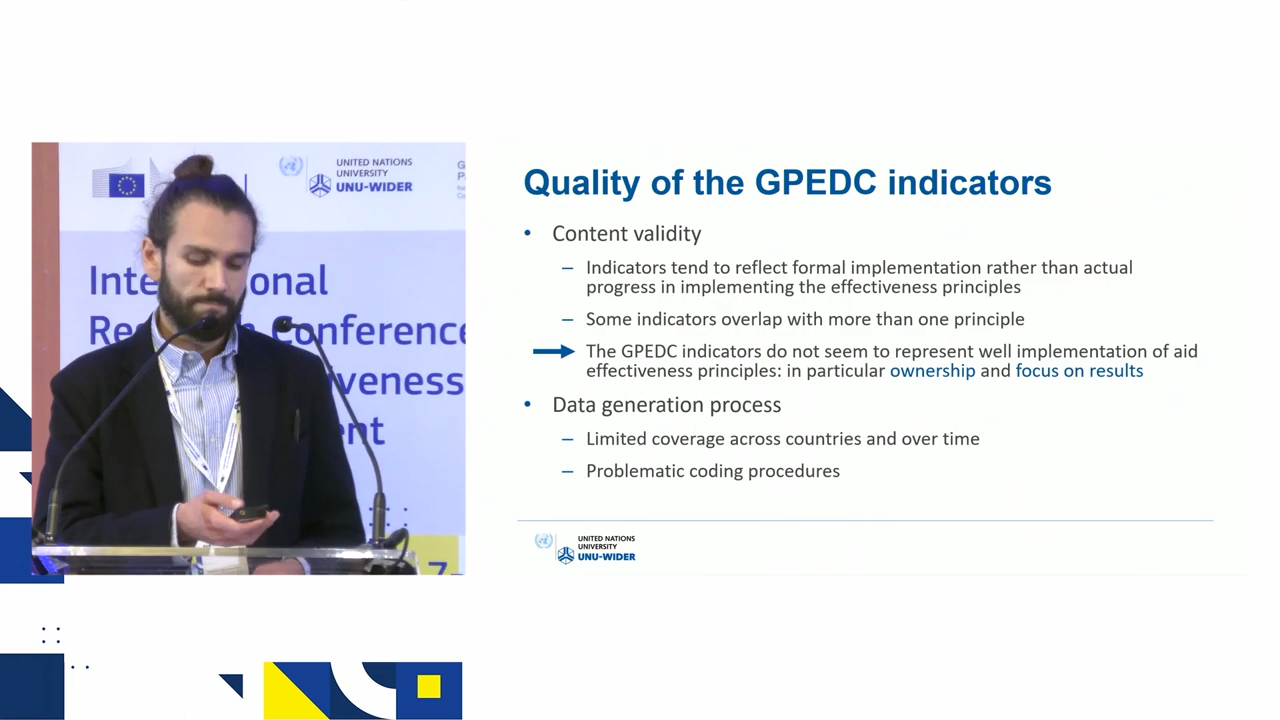 UNITED NATIONS
UNIVERSITY
UNU-WIDER
International
Conference
Quality of the GPEDC indicators
• Content validity
– Indicators tend to reflect formal implementation rather than actual
progress in implementing the effectiveness principles
– Some indicators overlap with more than one principle
The GPEDC indicators do not seem to represent well implementation of aid
effectiveness principles: in particular ownership and focus on results
• Data generation process
– Limited coverage across countries and over time
– Problematic coding procedures
UNITED NATIONS
UNIVERSITY
UNU-WIDER